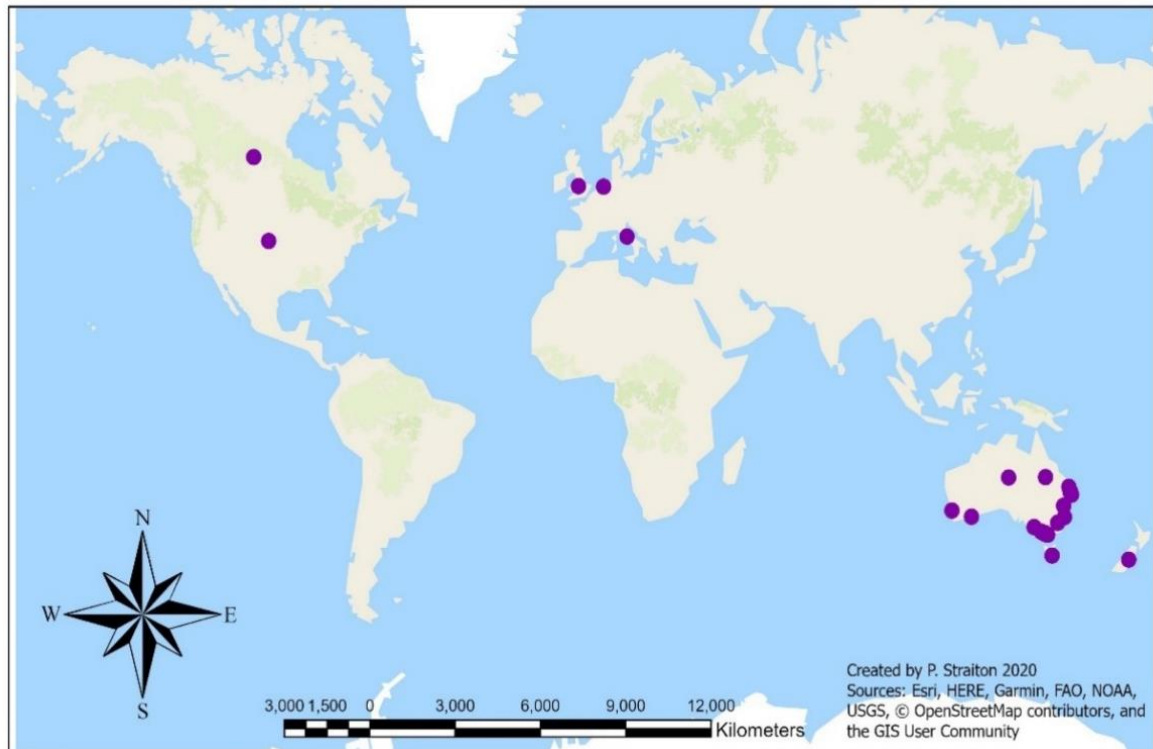 N
W E
S
3,000 1,500 0 3,000 6,000 9,000 12,000
Kilometers
Created by P. Straiton 2020
Sources: Esri, HERE, Garmin, FAO, NOAA,
USGS, © OpenStreetMap contributors, and
the GIS User Community